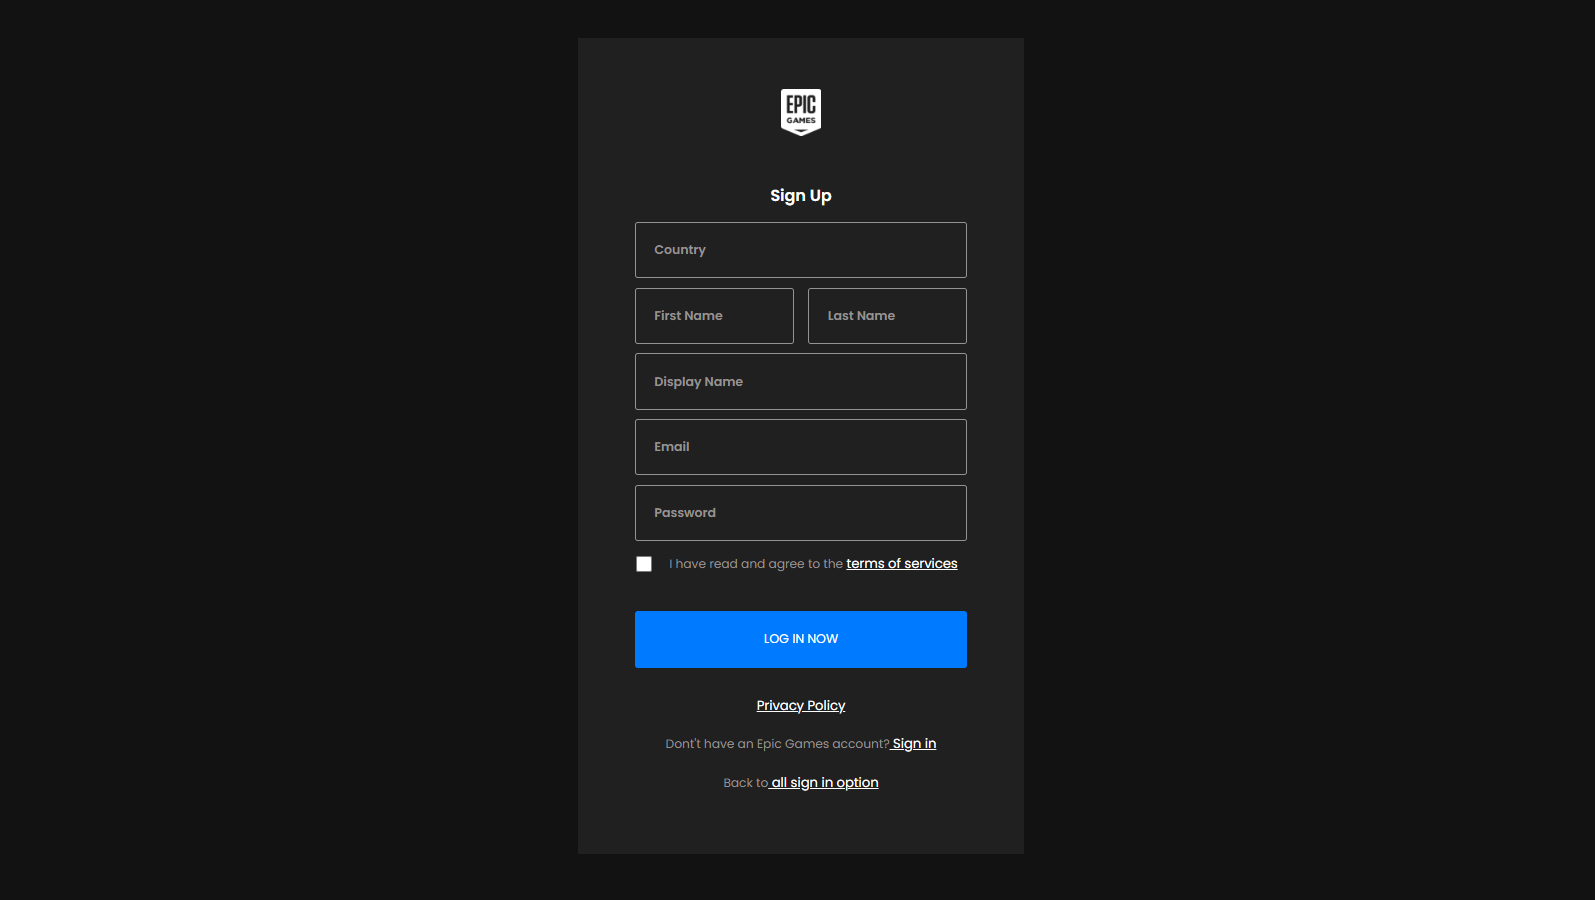 EPIC
GAMES
Sign Up
Country
First Name Last Name
Display Name
Email
Password
I have read and agree to the terms of services
LOG IN NOW
Privacy Policy
Dont't have an Epic Games account? Sign in
Back to all sign in option